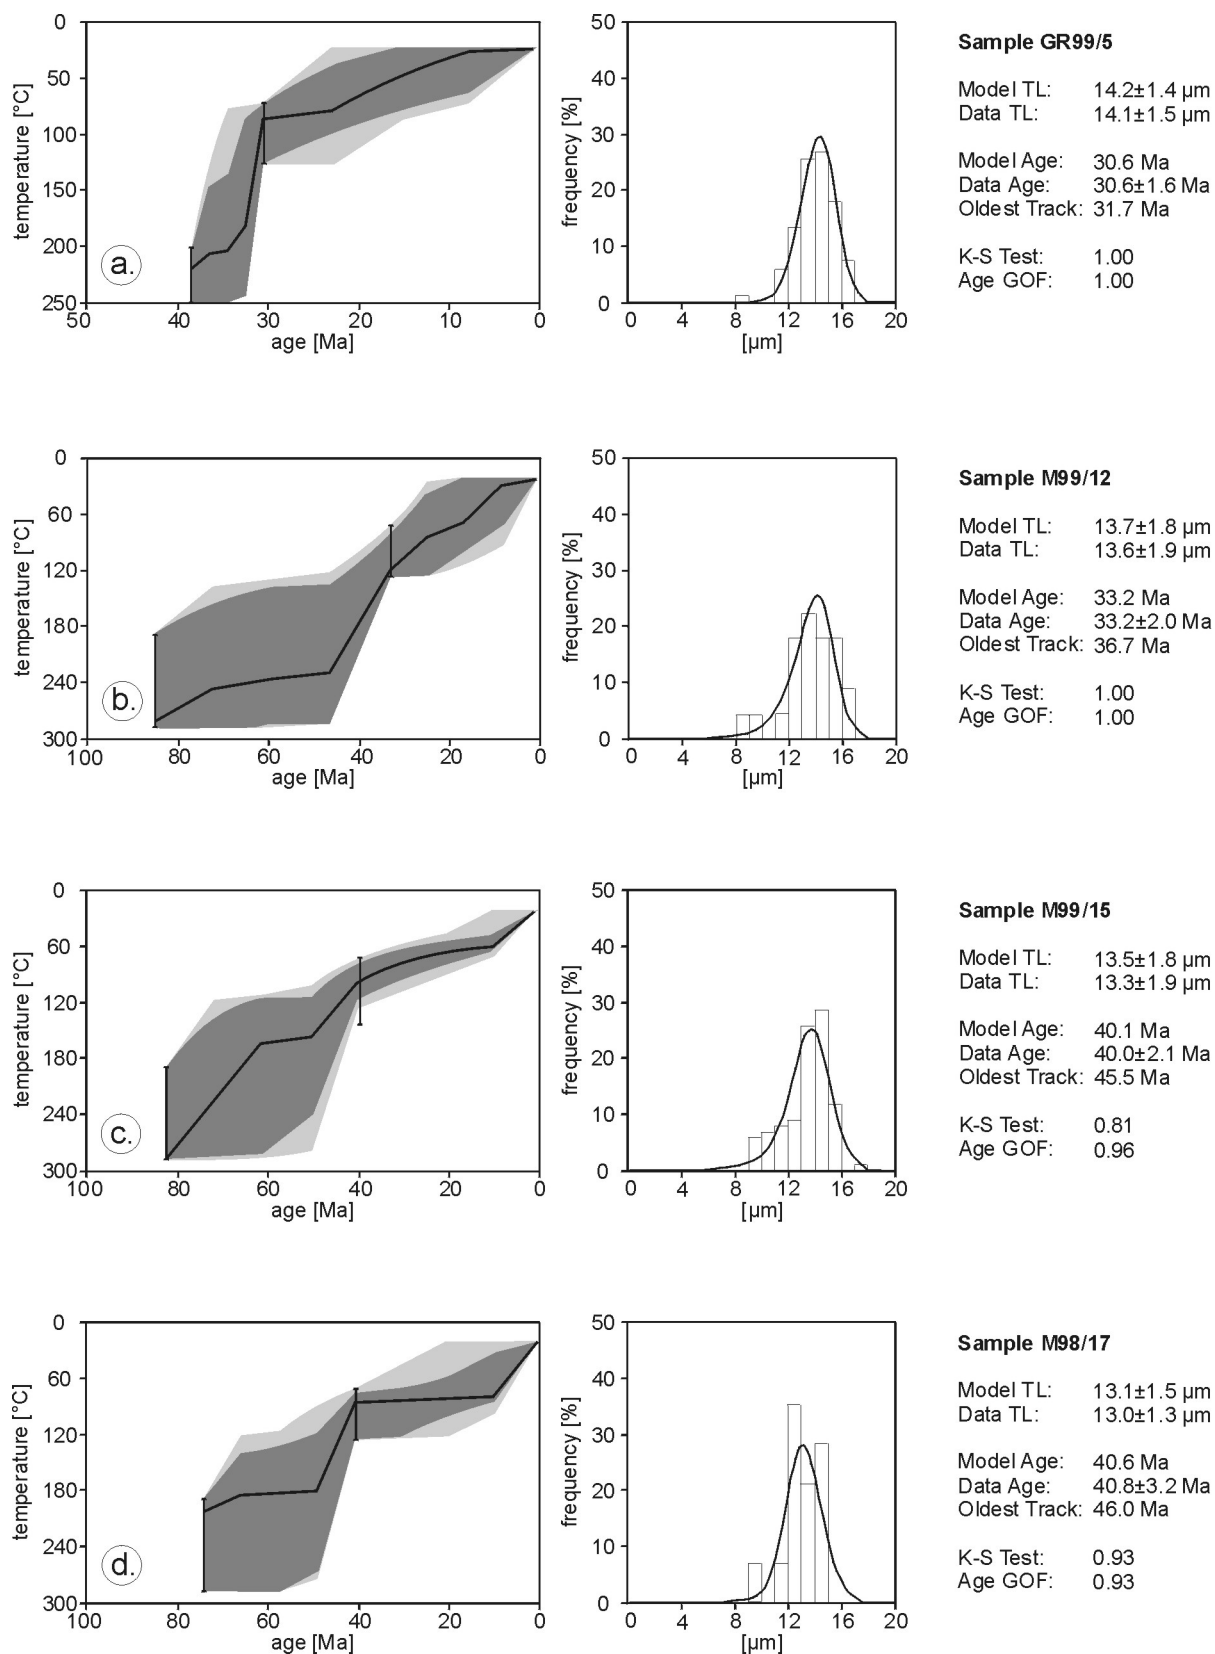 0
50
100
150
200
250
temperature [°C]
a.
50
40
30
20
10
0
age [Ma]
50
40
30
20
10
0
frequency [%]
0
4
8
12
16
20
[µm]
Sample GR99/5
Model TL: 14.2±1.4 µm
Data TL: 14.1±1.5 µm
Model Age: 30.6 Ma
Data Age: 30.6±1.6 Ma
Oldest Track: 31.7 Ma
K-S Test: 1.00
Age GOF: 1.00
0
60
120
180
240
300
temperature [°C]
b.
100
80
60
40
20
0
age [Ma]
50
40
30
20
10
0
frequency [%]
0
4
8
12
16
20
[µm]
Sample M99/12
Model TL: 13.7±1.8 µm
Data TL: 13.6±1.9 µm
Model Age: 33.2 Ma
Data Age: 33.2±2.0 Ma
Oldest Track: 36.7 Ma
K-S Test: 1.00
Age GOF: 1.00
0
60
120
180
240
300
temperature [°C]
c.
100
80
60
40
20
0
age [Ma]
50
40
30
20
10
0
frequency [%]
0
4
8
12
16
20
[µm]
Sample M99/15
Model TL: 13.5±1.8 µm
Data TL: 13.3±1.9 µm
Model Age: 40.1 Ma
Data Age: 40.0±2.1 Ma
Oldest Track: 45.5 Ma
K-S Test: 0.81
Age GOF: 0.96
0
60
120
180
240
300
temperature [°C]
d.
100
80
60
40
20
0
age [Ma]
50
40
30
20
10
0
frequency [%]
0
4
8
12
16
20
[µm]
Sample M98/17
Model TL: 13.1±1.5 µm
Data TL: 13.0±1.3 µm
Model Age: 40.6 Ma
Data Age: 40.8±3.2 Ma
Oldest Track: 46.0 Ma
K-S Test: 0.93
Age GOF: 0.93